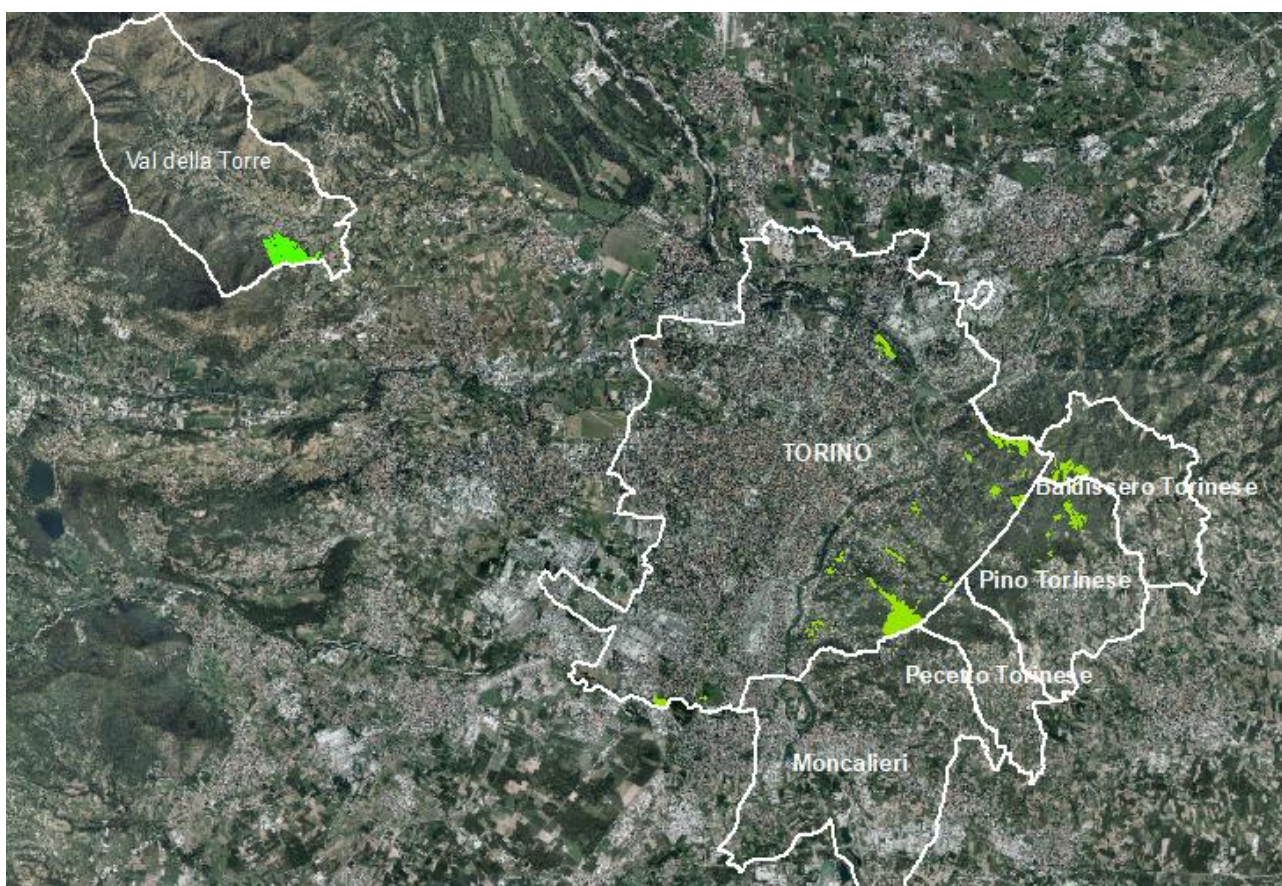 Val della Torre
TORINO
Baldissero Torinese
Pino Torinese
Pecetto Torinese
Moncalieri